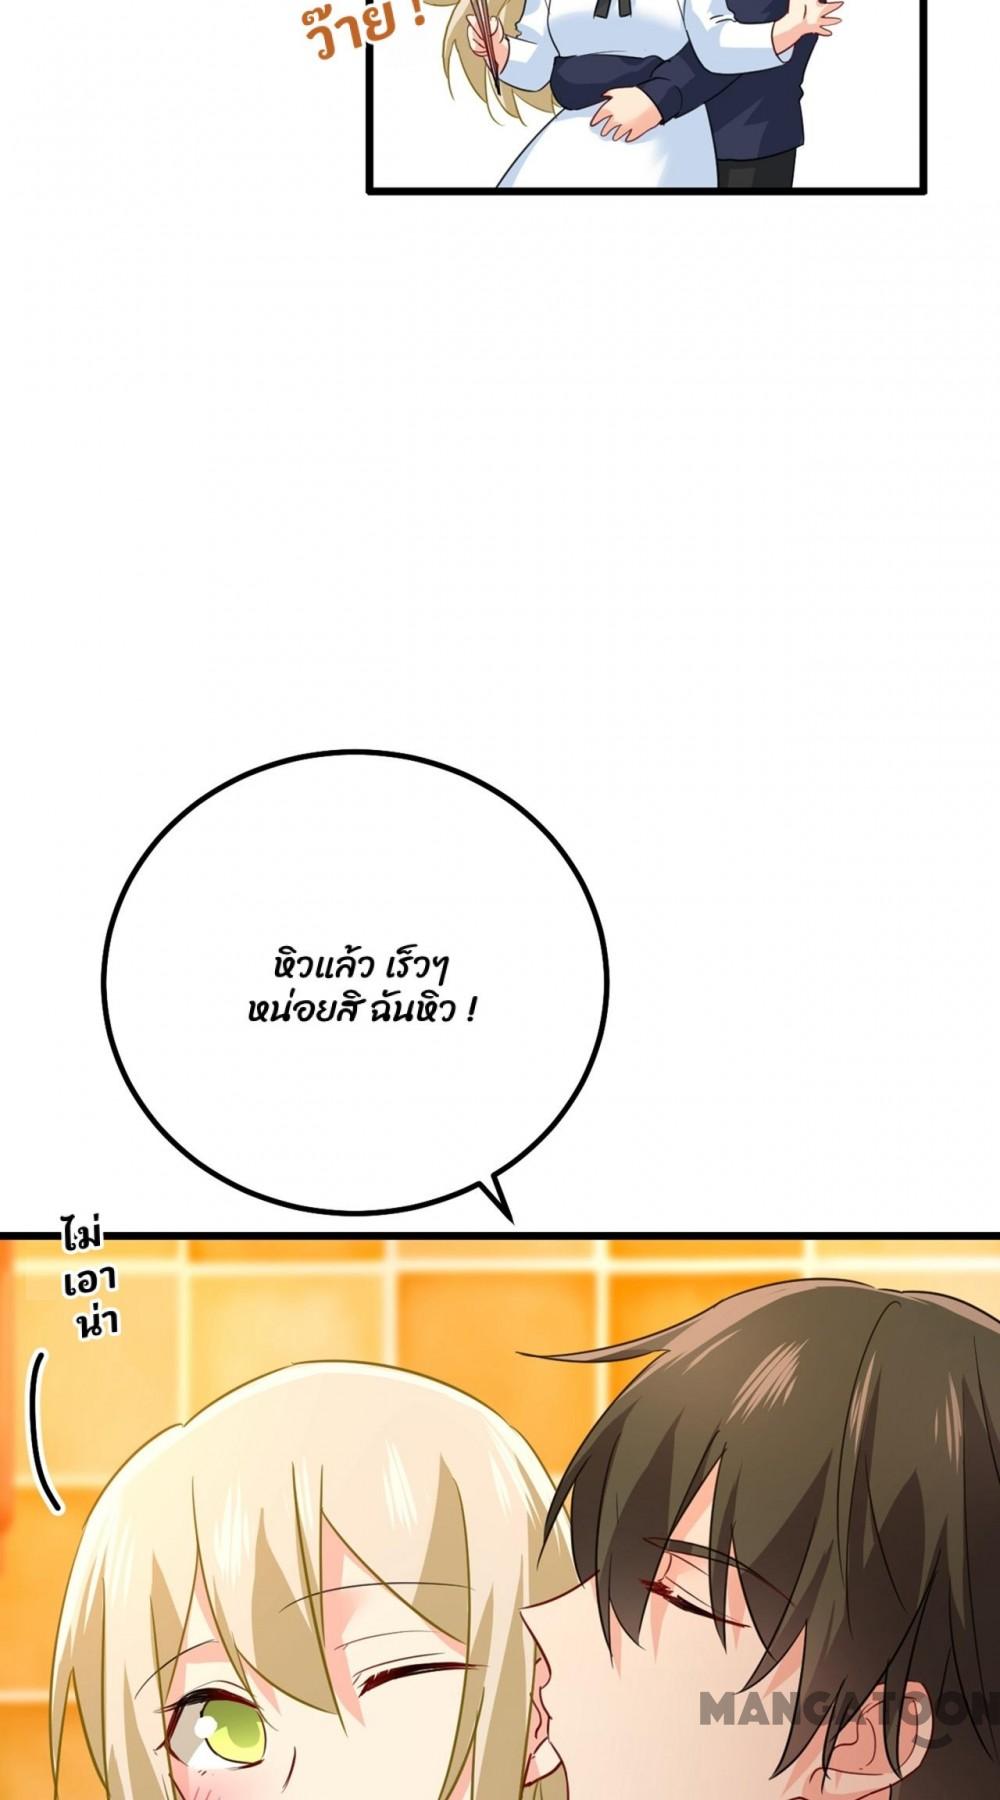 ว๊าย !
หิวแล้ว เร็วๆ
หน่อยสิ ฉันหิว !
ไม่
เอา
น่า
MANGATOON